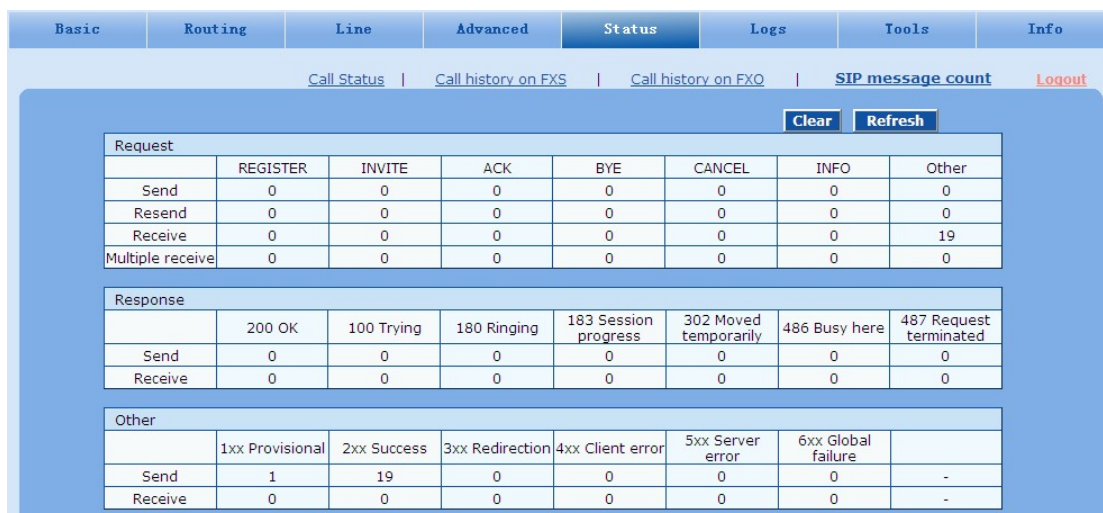 Basic Routing Line Advanced Status Logs Tools Info
Call Status | Call history on FXS | Call history on FXO | SIP message count Logout
Clear Refresh
Request
REGISTER INVITE ACK BYE CANCEL INFO Other
Send 0 0 0 0 0 0 0
Resend 0 0 0 0 0 0 0
Receive 0 0 0 0 0 0 19
Multiple receive 0 0 0 0 0 0 0
Response
200 OK 100 Trying 180 Ringing 183 Session progress 302 Moved temporarily 486 Busy here 487 Request terminated
Send 0 0 0 0 0 0 0
Receive 0 0 0 0 0 0 0
Other
1xx Provisional 2xx Success 3xx Redirection 4xx Client error 5xx Server error 6xx Global failure
Send 1 19 0 0 0 0 -
Receive 0 0 0 0 0 0 -